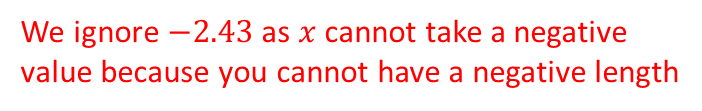 We ignore −2.43 as 𝑥 cannot take a negative
value because you cannot have a negative length